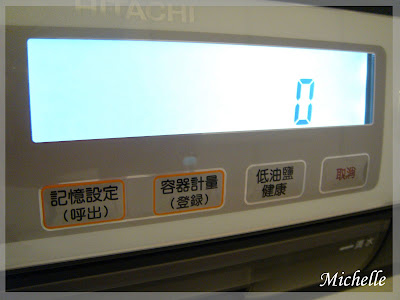 HITACHI
0
記憶設定
(呼出)
容器計量
(登録)
低油鹽
健康
取消
Michelle